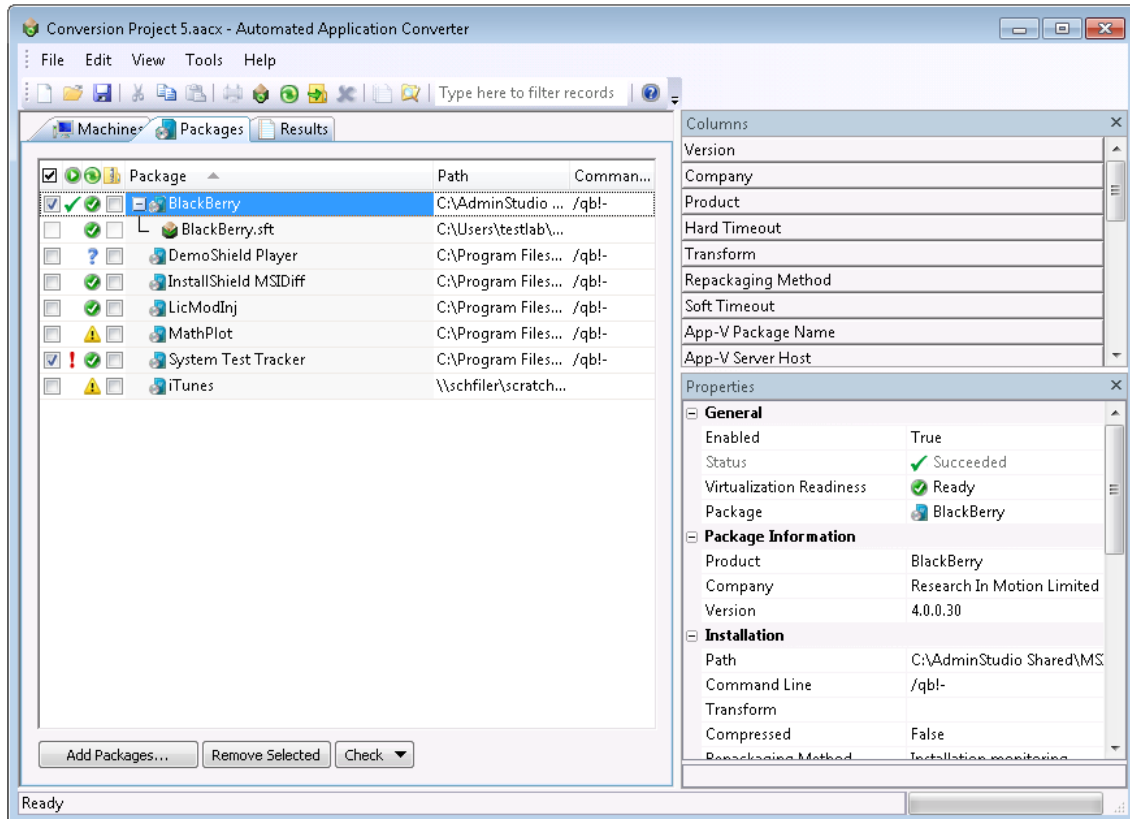 Conversion Project 5.aacx - Automated Application Converter
File Edit View Tools Help
Type here to filter records
Machines Packages Results
Package Path Comman...
BlackBerry C:\AdminStudio ... /qb!-
BlackBerry.sft C:\Users\testlab\...
DemoShield Player C:\Program Files... /qb!-
InstallShield MSIDiff C:\Program Files... /qb!-
LicModInj C:\Program Files... /qb!-
MathPlot C:\Program Files... /qb!-
System Test Tracker C:\Program Files... /qb!-
iTunes \\schfiler\scratch...
Add Packages... Remove Selected Check
Columns
Version
Company
Product
Hard Timeout
Transform
Repackaging Method
Soft Timeout
App-V Package Name
App-V Server Host
Properties
General
Enabled True
Status Succeeded
Virtualization Readiness Ready
Package BlackBerry
Package Information
Product BlackBerry
Company Research In Motion Limited
Version 4.0.0.30
Installation
Path C:\AdminStudio Shared\MS
Command Line /qb!-
Transform
Compressed False
Repackaging Method Installation monitoring
Ready